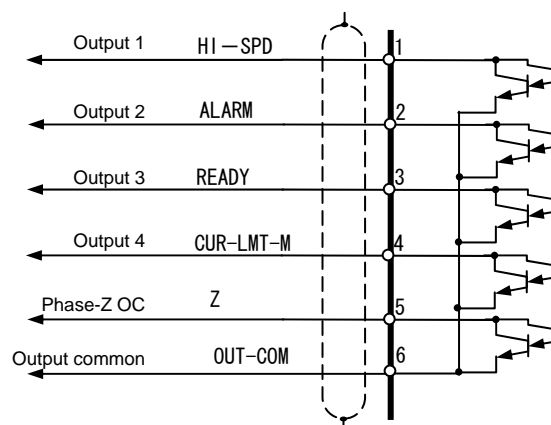 Output 1 HI-SPD 1
Output 2 ALARM 2
Output 3 READY 3
Output 4 CUR-LMT-M 4
Phase-Z OC Z 5
Output common OUT-COM 6